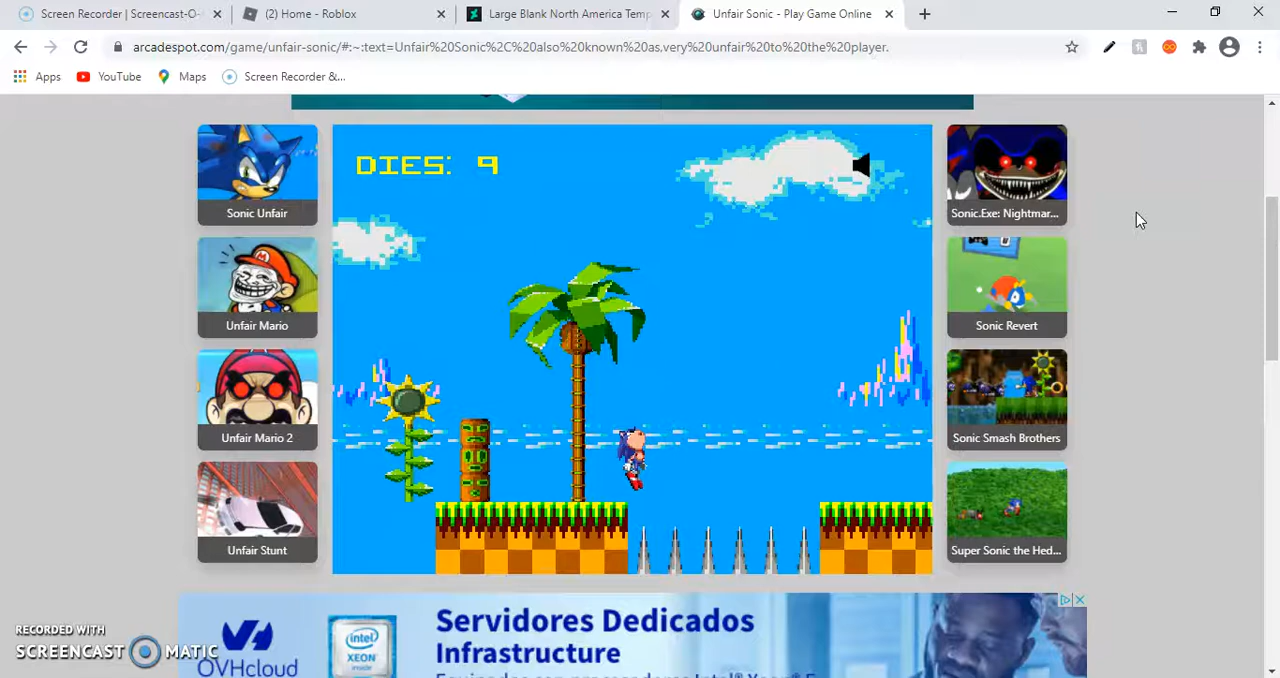 Screen Recorder | Screencast-O-
(2) Home - Roblox
Large Blank North America Temp
Unfair Sonic - Play Game Online
arcadespot.com/game/unfair-sonic/#:~:text=Unfair%20Sonic%2C%20also%20known%20as,very%20unfair%20to%20the%20player.
Apps
YouTube
Maps
Screen Recorder &...
DIES: 9
Sonic Unfair
Unfair Mario
Unfair Mario 2
Unfair Stunt
Sonic.Exe: Nightmar...
Sonic Revert
Sonic Smash Brothers
Super Sonic the Hed...
OVHcloud
intel
XEON
inside
Servidores Dedicados
Infrastructure
RECORDED WITH
SCREENCAST MATIC